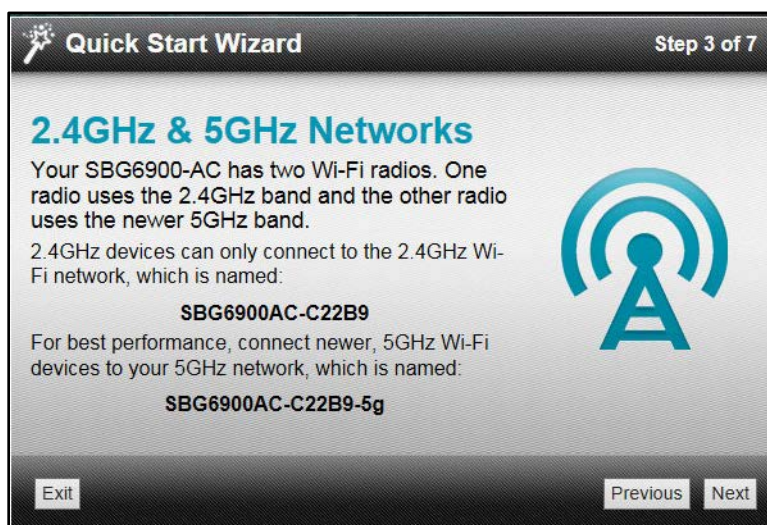 Quick Start Wizard
Step 3 of 7
2.4GHz & 5GHz Networks
Your SBG6900-AC has two Wi-Fi radios. One
radio uses the 2.4GHz band and the other radio
uses the newer 5GHz band.
2.4GHz devices can only connect to the 2.4GHz Wi-
Fi network, which is named:
SBG6900AC-C22B9
For best performance, connect newer, 5GHz Wi-Fi
devices to your 5GHz network, which is named:
SBG6900AC-C22B9-5g
Exit
Previous
Next